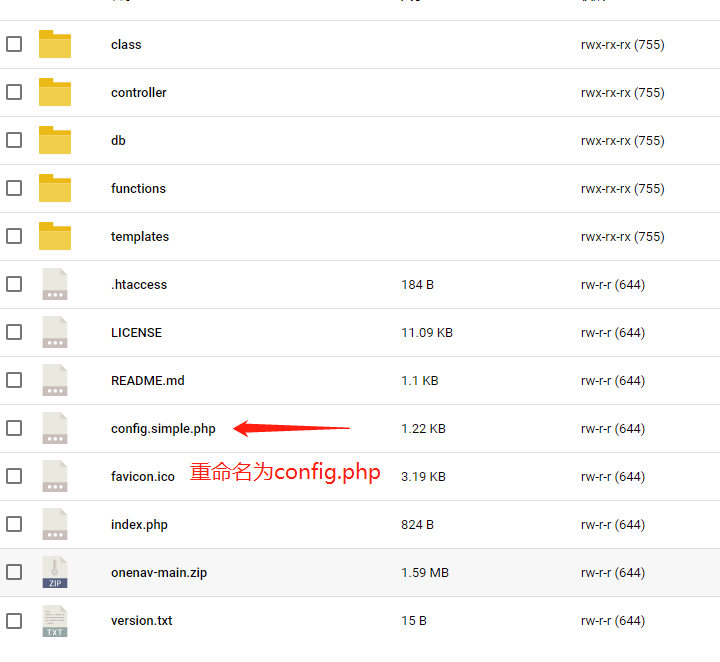 class rwx-rx-rx (755)
controller rwx-rx-rx (755)
db rwx-rx-rx (755)
functions rwx-rx-rx (755)
templates rwx-rx-rx (755)
.htaccess 184 B rw-r-r (644)
LICENSE 11.09 KB rw-r-r (644)
README.md 1.1 KB rw-r-r (644)
config.simple.php 1.22 KB rw-r-r (644)
重命名为config.php
favicon.ico 3.19 KB rw-r-r (644)
index.php 824 B rw-r-r (644)
ZIP onenav-main.zip 1.59 MB rw-r-r (644)
TXT version.txt 15 B rw-r-r (644)